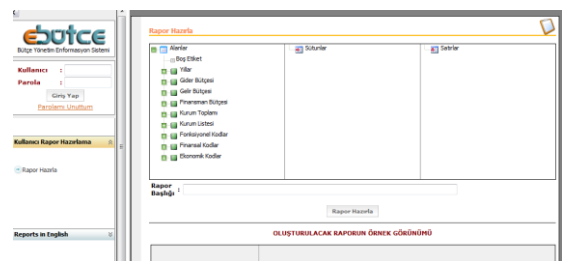 ebütçe
Bütçe Yönetim Enformasyon Sistemi
Kullanıcı :
Parola :
Giriş Yap
Parolamı Unuttum
Kullanıcı Rapor Hazırlama
Rapor Hazırla
Reports in English
Rapor Hazırla
Alanlar
Boş Etiket
Yıllar
Gider Bütçesi
Gelir Bütçesi
Finansman Bütçesi
Kurum Toplamı
Kurum Listesi
Fonksiyonel Kodlar
Finansal Kodlar
Ekonomik Kodlar
Sütunlar
Satırlar
Rapor Başlığı :
Rapor Hazırla
OLUŞTURULACAK RAPORUN ÖRNEK GÖRÜNÜMÜ